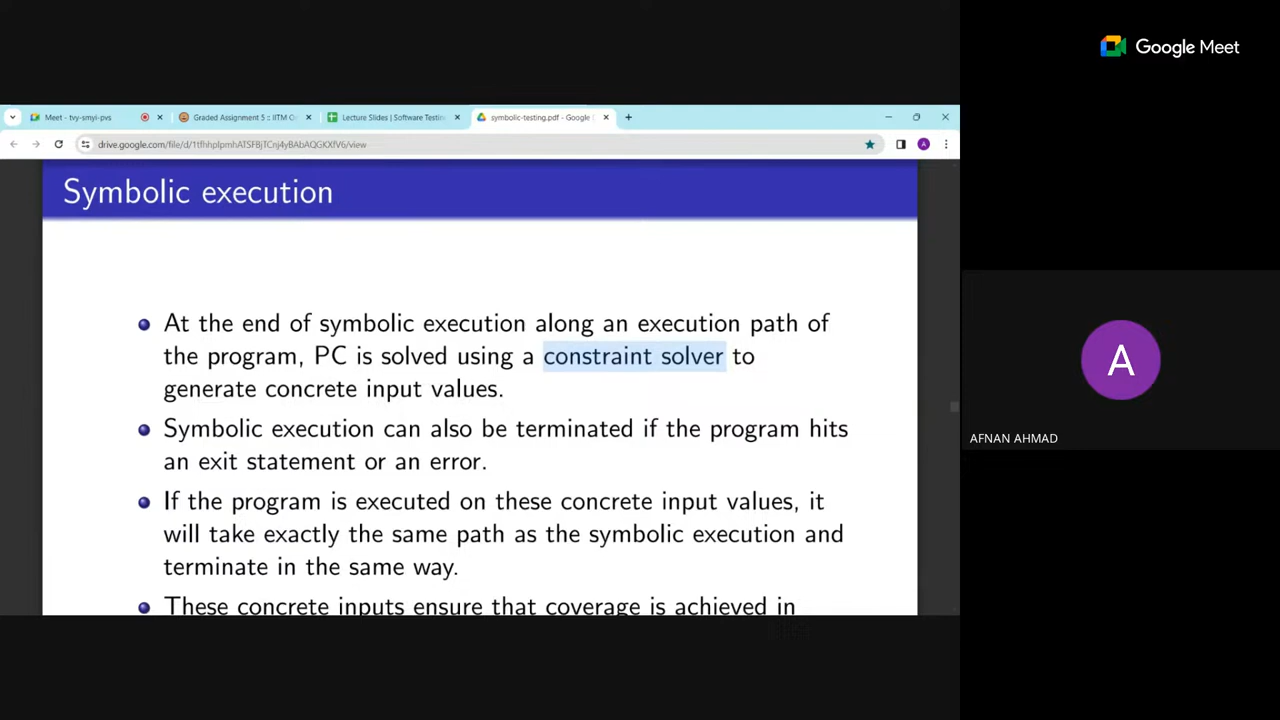 Google Meet
Meet - tvy-smyi-pvs
Graded Assignment 5 :: IITM O
Lecture Slides | Software Testin
symbolic-testing.pdf - Google
Symbolic execution
At the end of symbolic execution along an execution path of
the program, PC is solved using a constraint solver to
generate concrete input values.
Symbolic execution can also be terminated if the program hits
an exit statement or an error.
If the program is executed on these concrete input values, it
will take exactly the same path as the symbolic execution and
terminate in the same way.
These concrete inputs ensure that coverage is achieved in
A
AFNAN AHMAD